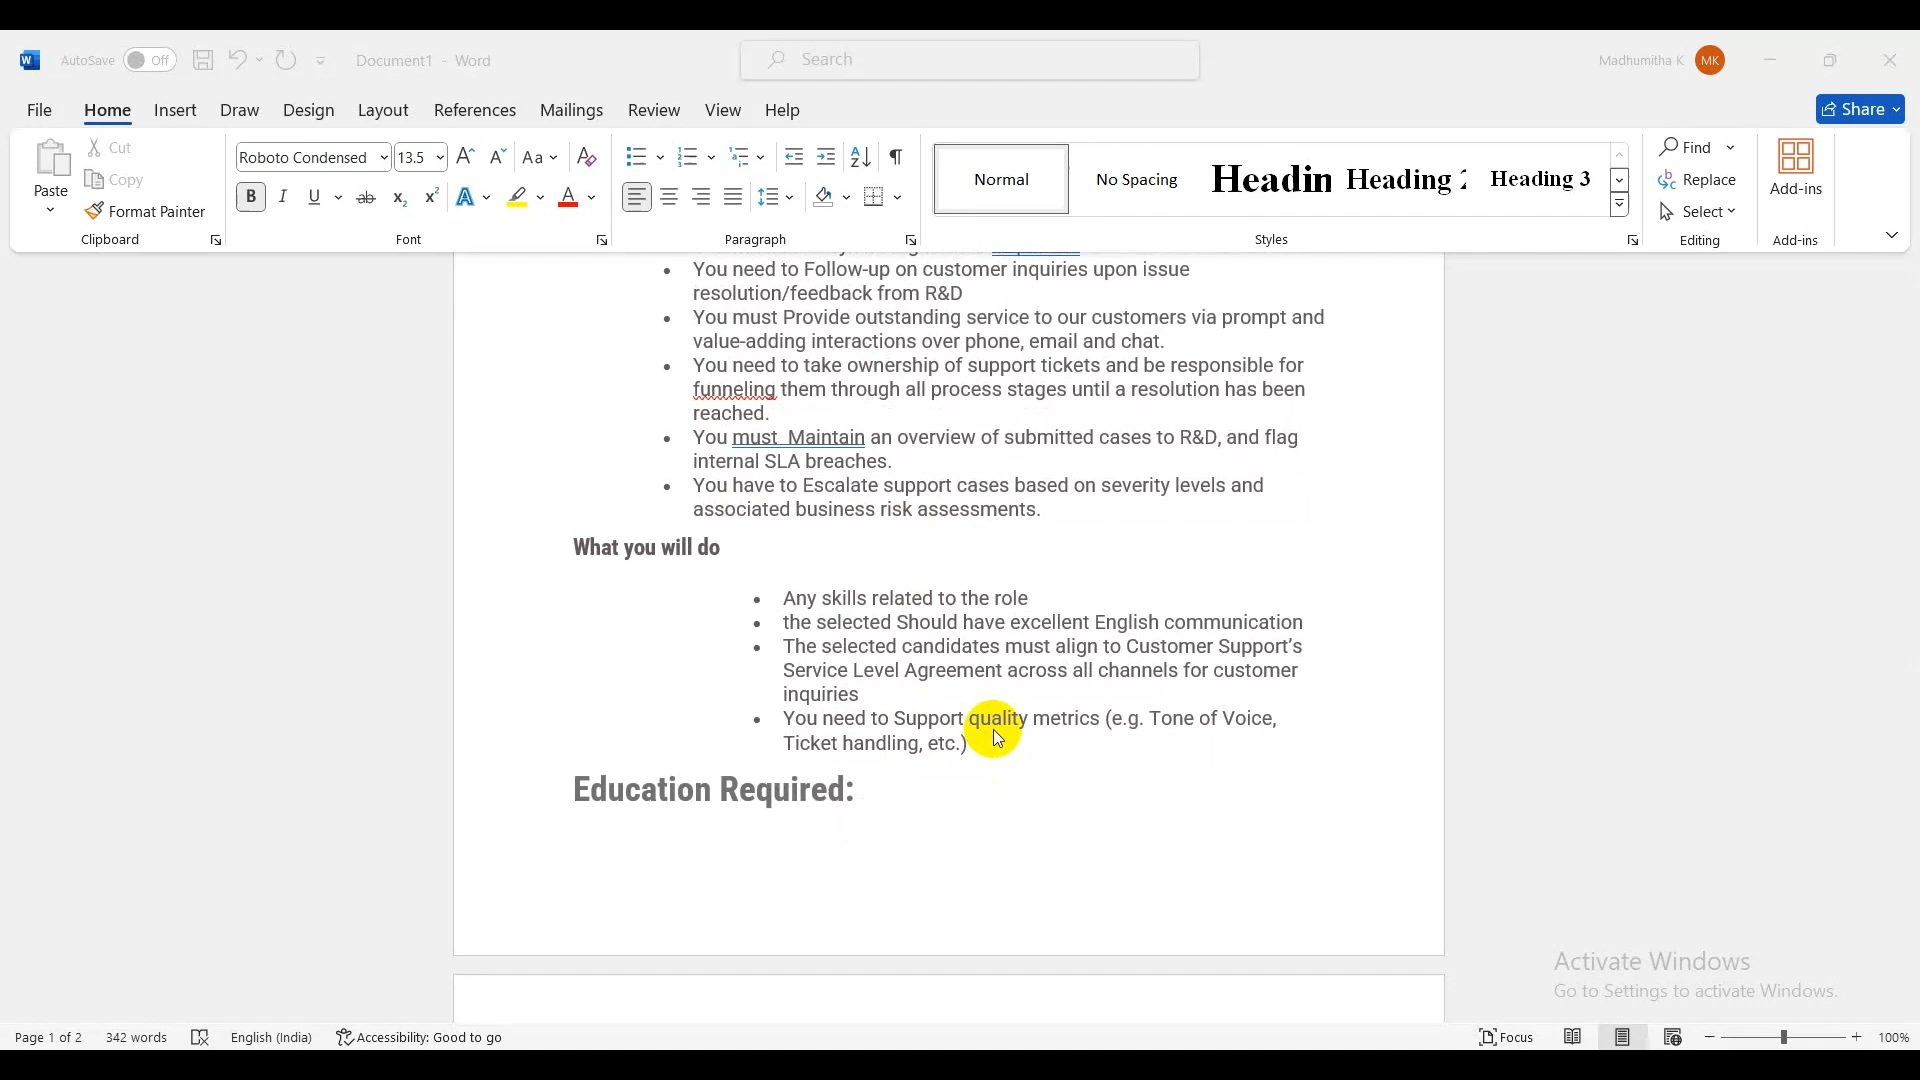 AutoSave Off Document1 - Word Search Madhumitha K MK
File Home Insert Draw Design Layout References Mailings Review View Help Share
Paste Cut Copy Format Painter
Roboto Condensed 13.5 Aa
B I U ab x₂ x² A A
Normal No Spacing Headin Heading 2 Heading 3
Find Replace Select
Add-ins
Clipboard Font Paragraph Styles Editing Add-ins
• You need to Follow-up on customer inquiries upon issue
resolution/feedback from R&D
• You must Provide outstanding service to our customers via prompt and
value-adding interactions over phone, email and chat.
• You need to take ownership of support tickets and be responsible for
funneling them through all process stages until a resolution has been
reached.
• You must  Maintain an overview of submitted cases to R&D, and flag
internal SLA breaches.
• You have to Escalate support cases based on severity levels and
associated business risk assessments.
What you will do
• Any skills related to the role
• the selected Should have excellent English communication
• The selected candidates must align to Customer Support’s
Service Level Agreement across all channels for customer
inquiries
• You need to Support quality metrics (e.g. Tone of Voice,
Ticket handling, etc.)
Education Required:
Activate Windows
Go to Settings to activate Windows.
Page 1 of 2 342 words English (India) Accessibility: Good to go Focus 100%